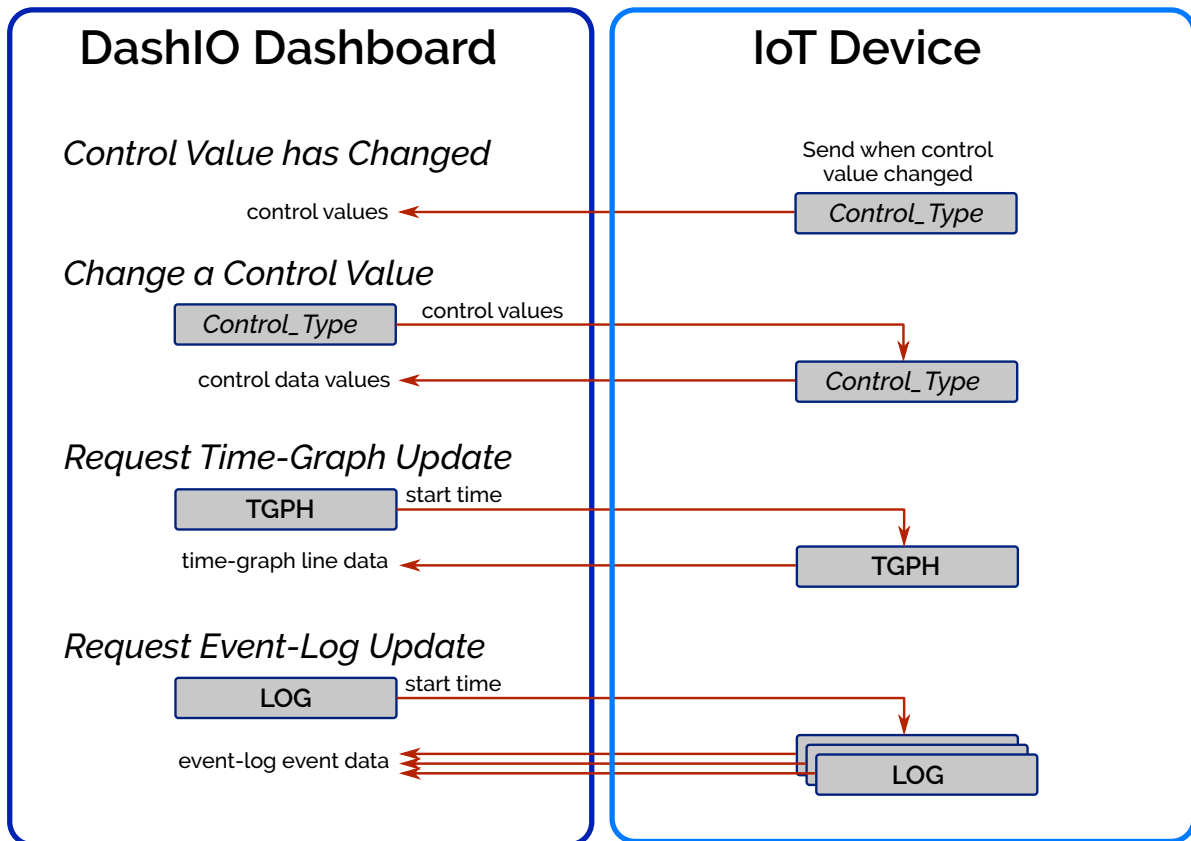 DashIO Dashboard
IoT Device
Control Value has Changed
Send when control
value changed
control values
Control_Type
Change a Control Value
Control_Type
control values
control data values
Control_Type
Request Time-Graph Update
TGPH
start time
time-graph line data
TGPH
Request Event-Log Update
LOG
start time
event-log event data
LOG